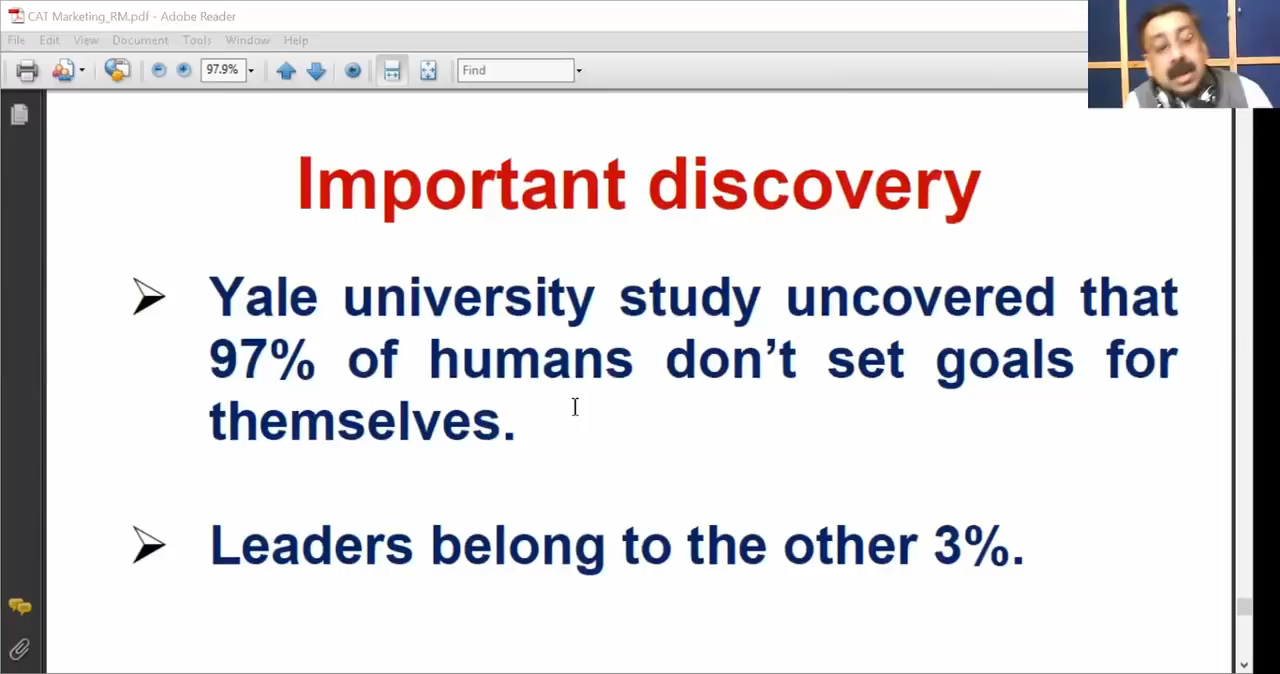 CAT Marketing_RM.pdf - Adobe Reader
File Edit View Document Tools Window Help
97.9% Find
Important discovery
Yale university study uncovered that
97% of humans don’t set goals for
themselves.
Leaders belong to the other 3%.